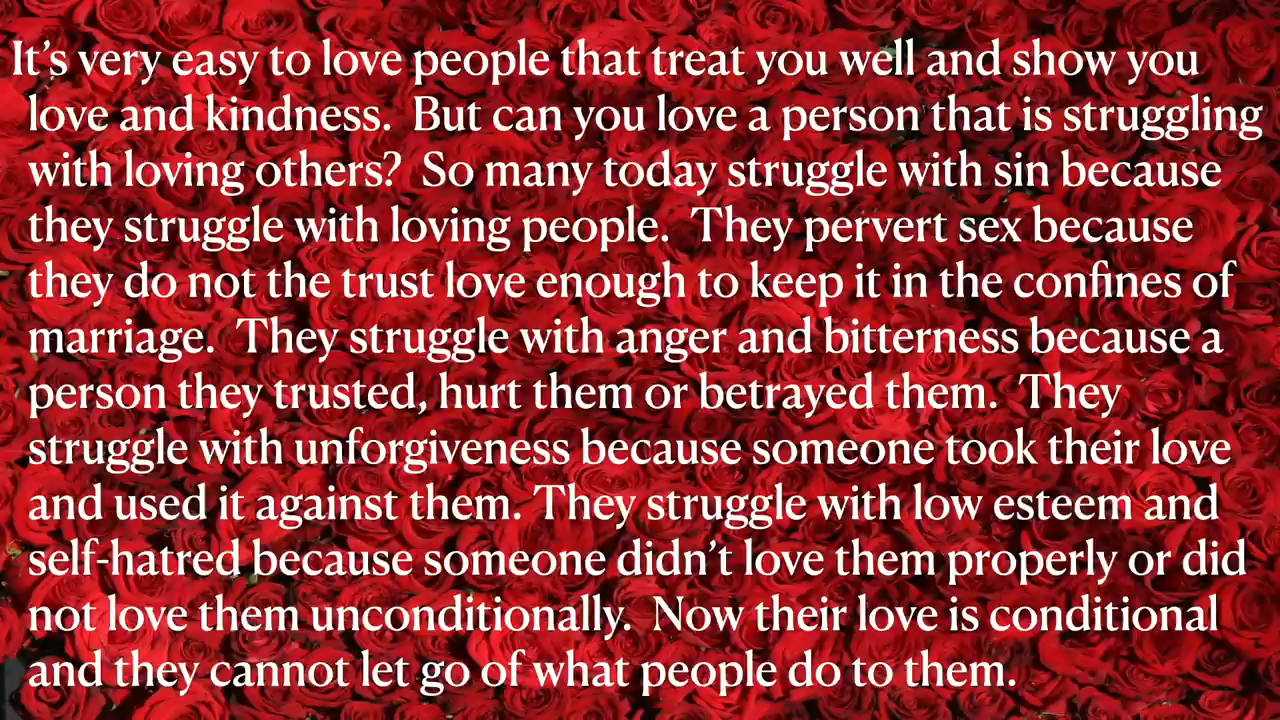 It’s very easy to love people that treat you well and show you
love and kindness.  But can you love a person that is struggling
with loving others?  So many today struggle with sin because
they struggle with loving people.  They pervert sex because
they do not the trust love enough to keep it in the confines of
marriage.  They struggle with anger and bitterness because a
person they trusted, hurt them or betrayed them.  They
struggle with unforgiveness because someone took their love
and used it against them. They struggle with low esteem and
self-hatred because someone didn’t love them properly or did
not love them unconditionally.  Now their love is conditional
and they cannot let go of what people do to them.